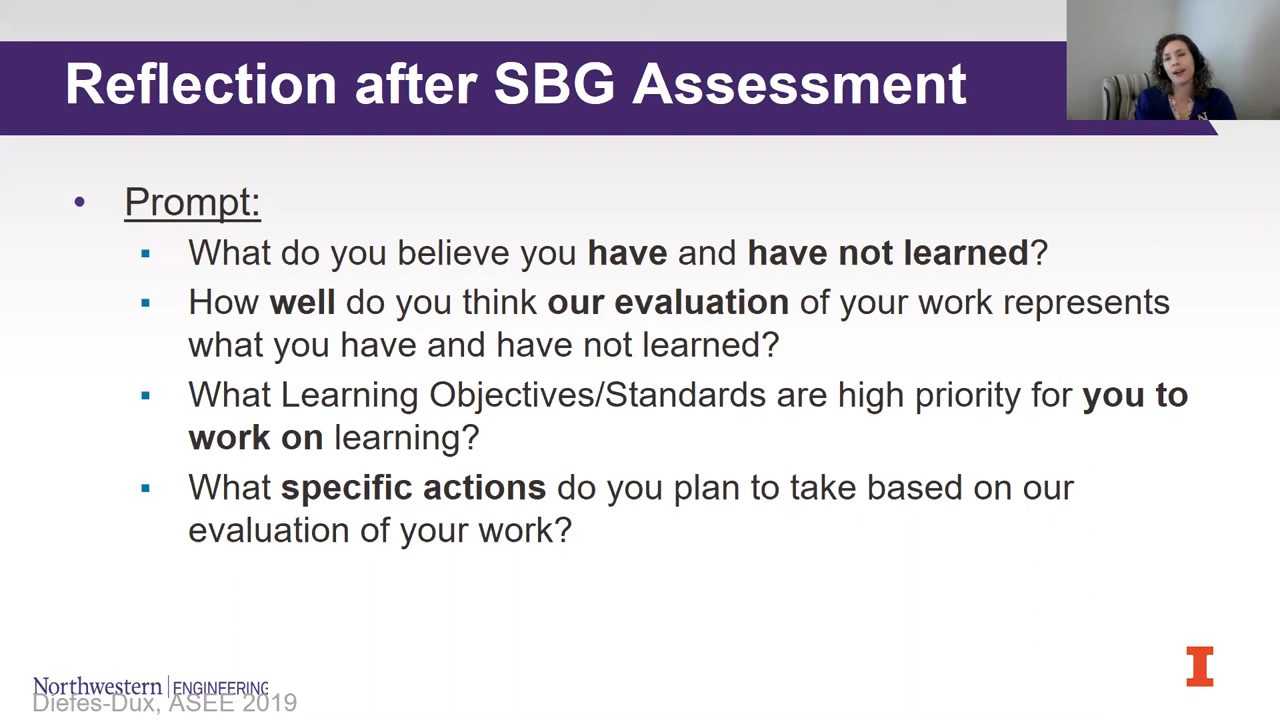 Reflection after SBG Assessment
• Prompt:
▪ What do you believe you have and have not learned?
▪ How well do you think our evaluation of your work represents
what you have and have not learned?
▪ What Learning Objectives/Standards are high priority for you to
work on learning?
▪ What specific actions do you plan to take based on our
evaluation of your work?
Northwestern | ENGINEERING
Diefes-Dux, ASEE 2019
I
N